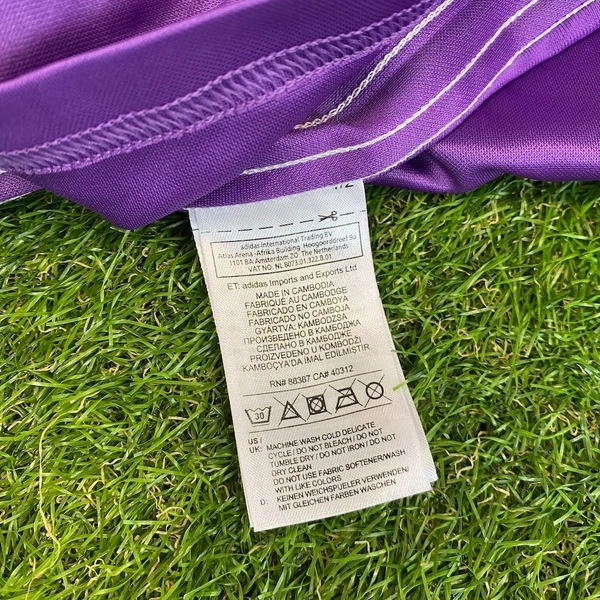 1/2
adidas International Trading BV
Atlas Arena -Afrika Building Hoogoorddreef 9a
1101 BA Amsterdam ZO The Netherlands
VAT NO. NL 8073.01.322.B.01
ET: adidas Imports and Exports Ltd
MADE IN CAMBODIA
FABRIQUÉ AU CAMBODGE
FABRICADO EN CAMBOYA
FABRICADO NO CAMBOJA
GYÁRTVA: KAMBODZSA
ПРОИЗВЕДЕНО В КАМБОДЖА
СДЕЛАНО В КАМБОДЖЕ
PROIZVEDENO U KOMBODŽI
KAMBOÇYA'DA İMAL EDİLMİŞTİR.
RN# 88387 CA# 40312
30
US / UK: MACHINE WASH COLD DELICATE
CYCLE / DO NOT BLEACH / DO NOT
TUMBLE DRY / DO NOT IRON / DO NOT
DRY CLEAN
DO NOT USE FABRIC SOFTENER/WASH
WITH LIKE COLORS
D: KEINEN WEICHSPUELER VERWENDEN/
MIT GLEICHEN FARBEN WASCHEN